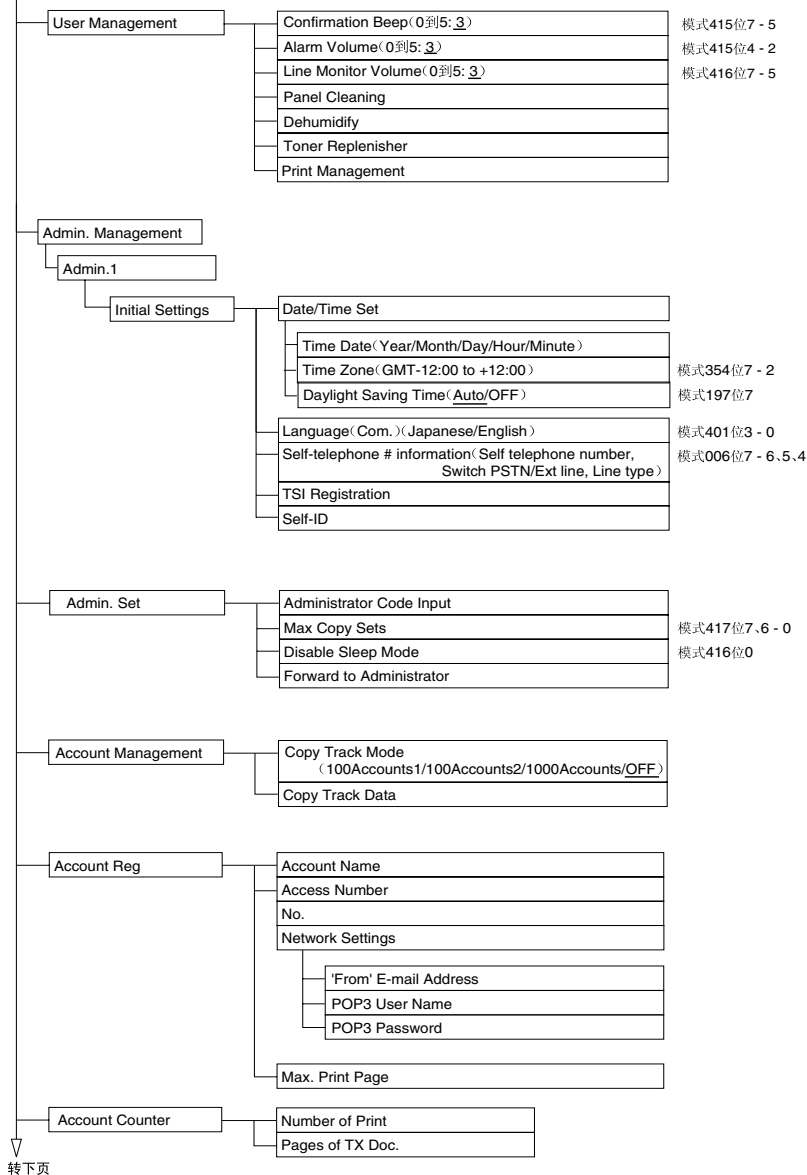 User Management
Confirmation Beep（0到5: 3）
模式415位7 - 5
Alarm Volume（0到5: 3）
模式415位4 - 2
Line Monitor Volume（0到5: 3）
模式416位7 - 5
Panel Cleaning
Dehumidify
Toner Replenisher
Print Management
Admin. Management
Admin.1
Initial Settings
Date/Time Set
Time Date（Year/Month/Day/Hour/Minute）
Time Zone（GMT-12:00 to +12:00）
模式354位7 - 2
Daylight Saving Time（Auto/OFF）
模式197位7
Language（Com.）（Japanese/English）
模式401位3 - 0
Self-telephone # information（Self telephone number,
模式006位7 - 6、5、4
Switch PSTN/Ext line, Line type）
TSI Registration
Self-ID
Admin. Set
Administrator Code Input
Max Copy Sets
模式417位7、6 - 0
Disable Sleep Mode
模式416位0
Forward to Administrator
Account Management
Copy Track Mode
（100Accounts1/100Accounts2/1000Accounts/OFF）
Copy Track Data
Account Reg
Account Name
Access Number
No.
Network Settings
'From' E-mail Address
POP3 User Name
POP3 Password
Max. Print Page
Account Counter
Number of Print
Pages of TX Doc.
转下页